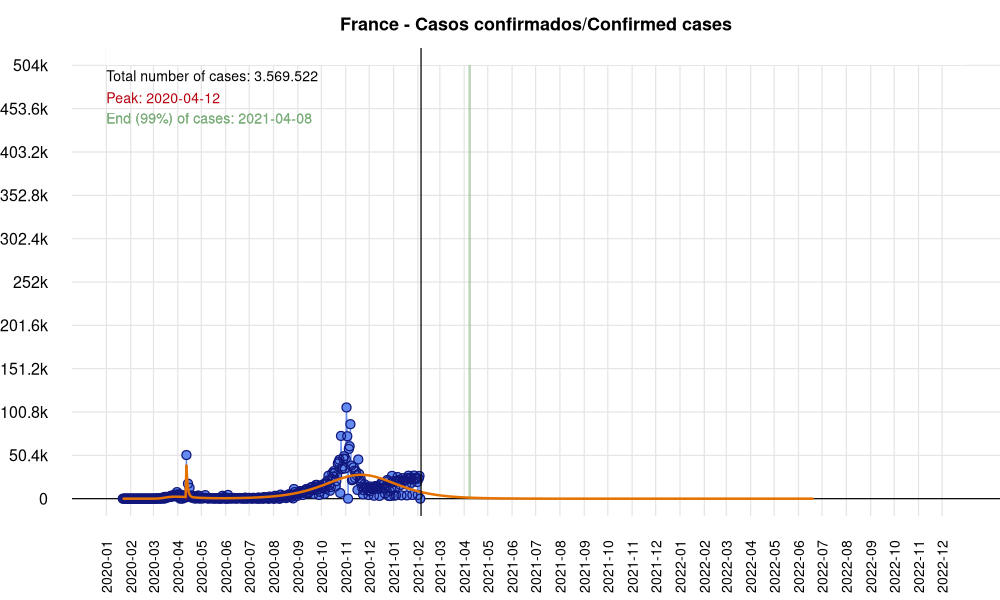 France - Casos confirmados/Confirmed cases
504k
Total number of cases: 3.569.522
Peak: 2020-04-12
453.6k
End (99%) of cases: 2021-04-08
403.2k
352.8k
302.4k
252k
201.6k
151.2k
100.8k
50.4k
0
2020-01
2020-02
2020-03
2020-04
2020-05
2020-06
2020-07
2020-08
2020-09
2020-10
2020-11
2020-12
2021-01
2021-02
2021-03
2021-04
2021-05
2021-06
2021-07
2021-08
2021-09
2021-10
2021-11
2021-12
2022-01
2022-02
2022-03
2022-04
2022-05
2022-06
2022-07
2022-08
2022-09
2022-10
2022-11
2022-12